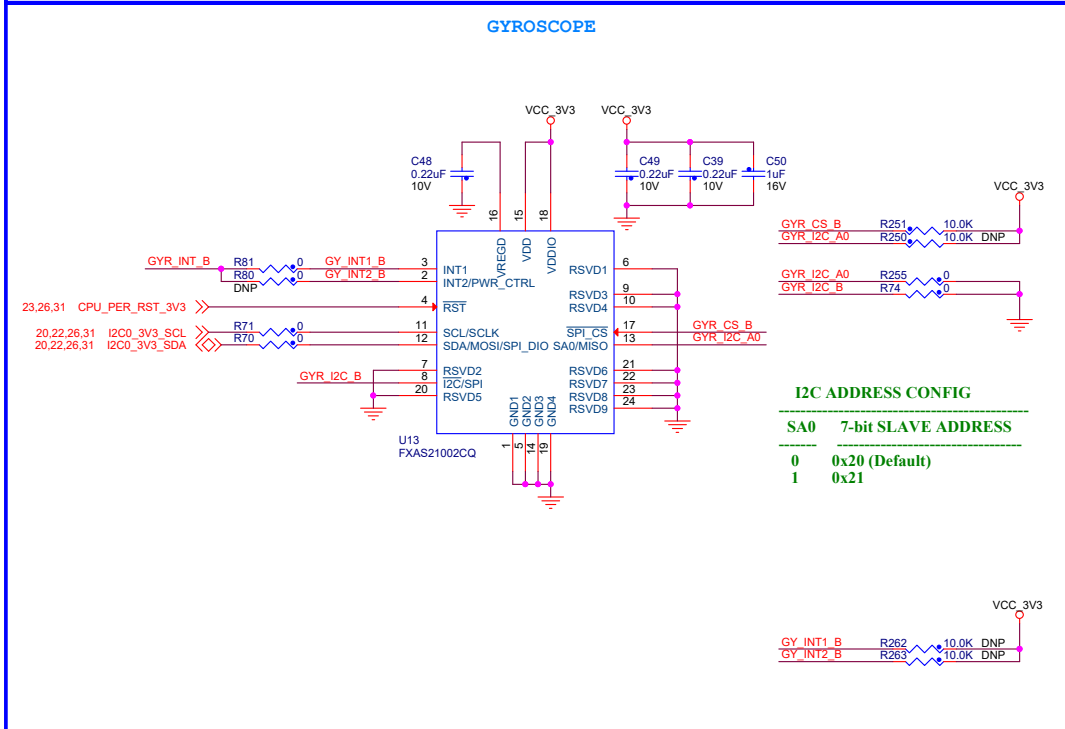 GYROSCOPE
VCC_3V3
VCC_3V3
C48
0.22uF
10V
C49
0.22uF
10V
C39
0.22uF
10V
C50
1uF
16V
VCC_3V3
16
15
18
VREGD
VDD
VDDIO
GYR_CS_B R251 10.0K
GYR_I2C_A0 R250 10.0K DNP
GYR_INT_B R81 0 GY_INT1_B 3 INT1
R80 0 GY_INT2_B 2 INT2/PWR_CTRL
DNP
RSVD1 6
RSVD3 9
RSVD4 10
GYR_I2C_A0 R255 0
GYR_I2C_B R74 0
23,26,31 CPU_PER_RST_3V3 4 RST
20,22,26,31 I2C0_3V3_SCL R71 0 11 SCL/SCLK
20,22,26,31 I2C0_3V3_SDA R70 0 12 SDA/MOSI/SPI_DIO
SPI_CS 17 GYR_CS_B
SA0/MISO 13 GYR_I2C_A0
7 RSVD2
GYR_I2C_B 8 I2C/SPI
20 RSVD5
RSVD6 21
RSVD7 22
RSVD8 23
RSVD9 24
GND1
GND2
GND3
GND4
1
5
14
19
U13
FXAS21002CQ
I2C ADDRESS CONFIG
SA0 7-bit SLAVE ADDRESS
0 0x20 (Default)
1 0x21
VCC_3V3
GY_INT1_B R262 10.0K DNP
GY_INT2_B R263 10.0K DNP